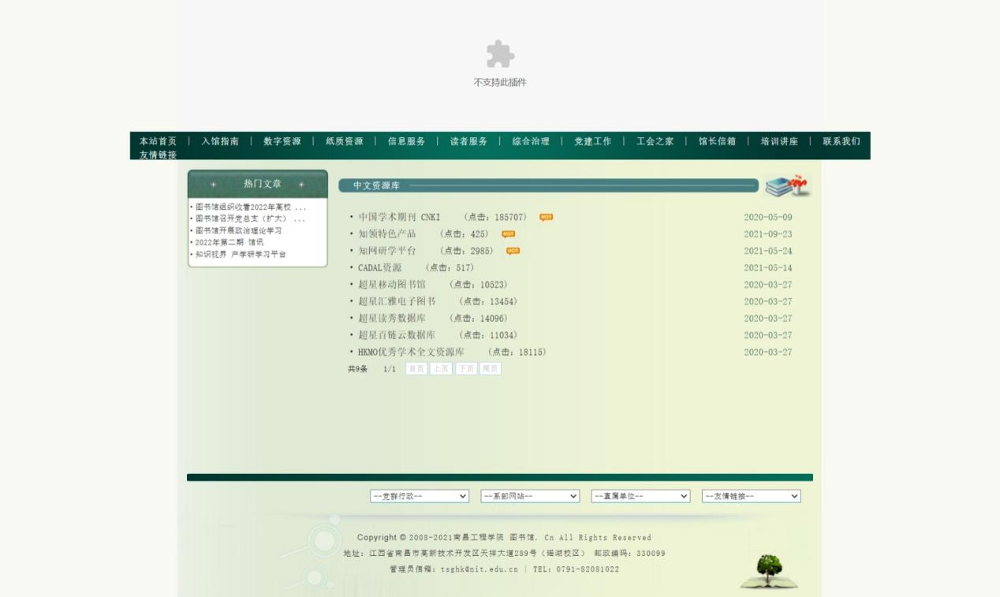 不支持此插件
本站首页 | 入馆指南 | 数字资源 | 纸质资源 | 信息服务 | 读者服务 | 综合治理 | 党建工作 | 工会之家 | 馆长信箱 | 培训讲座 | 联系我们
友情链接
热门文章
• 图书馆组织收看2022年高校 ...
• 图书馆召开党总支（扩大） ...
• 图书馆开展政治理论学习
• 2022年第二期 馆讯
• 知识视界 产学研学习平台
中文资源库
• 中国学术期刊 CNKI （点击：185707） HOT 2020-05-09
• 知领特色产品 （点击：425） HOT 2021-09-23
• 知网研学平台 （点击：2985） HOT 2021-05-24
• CADAL资源 （点击：517） 2021-05-14
• 超星移动图书馆 （点击：10523） 2020-03-27
• 超星汇雅电子图书 （点击：13454） 2020-03-27
• 超星读秀数据库 （点击：14096） 2020-03-27
• 超星百链云数据库 （点击：11034） 2020-03-27
• HKMO优秀学术全文资源库 （点击：18115） 2020-03-27
共9条 1/1 首页 上页 下页 尾页
--党群行政-- --系部网站-- --直属单位-- --友情链接--
Copyright © 2008-2021南昌工程学院 图书馆. Cn All Rights Reserved
地址：江西省南昌市高新技术开发区天祥大道289号（瑶湖校区） 邮政编码：330099
管理员信箱：tsghk@nit.edu.cn | TEL：0791-82081022